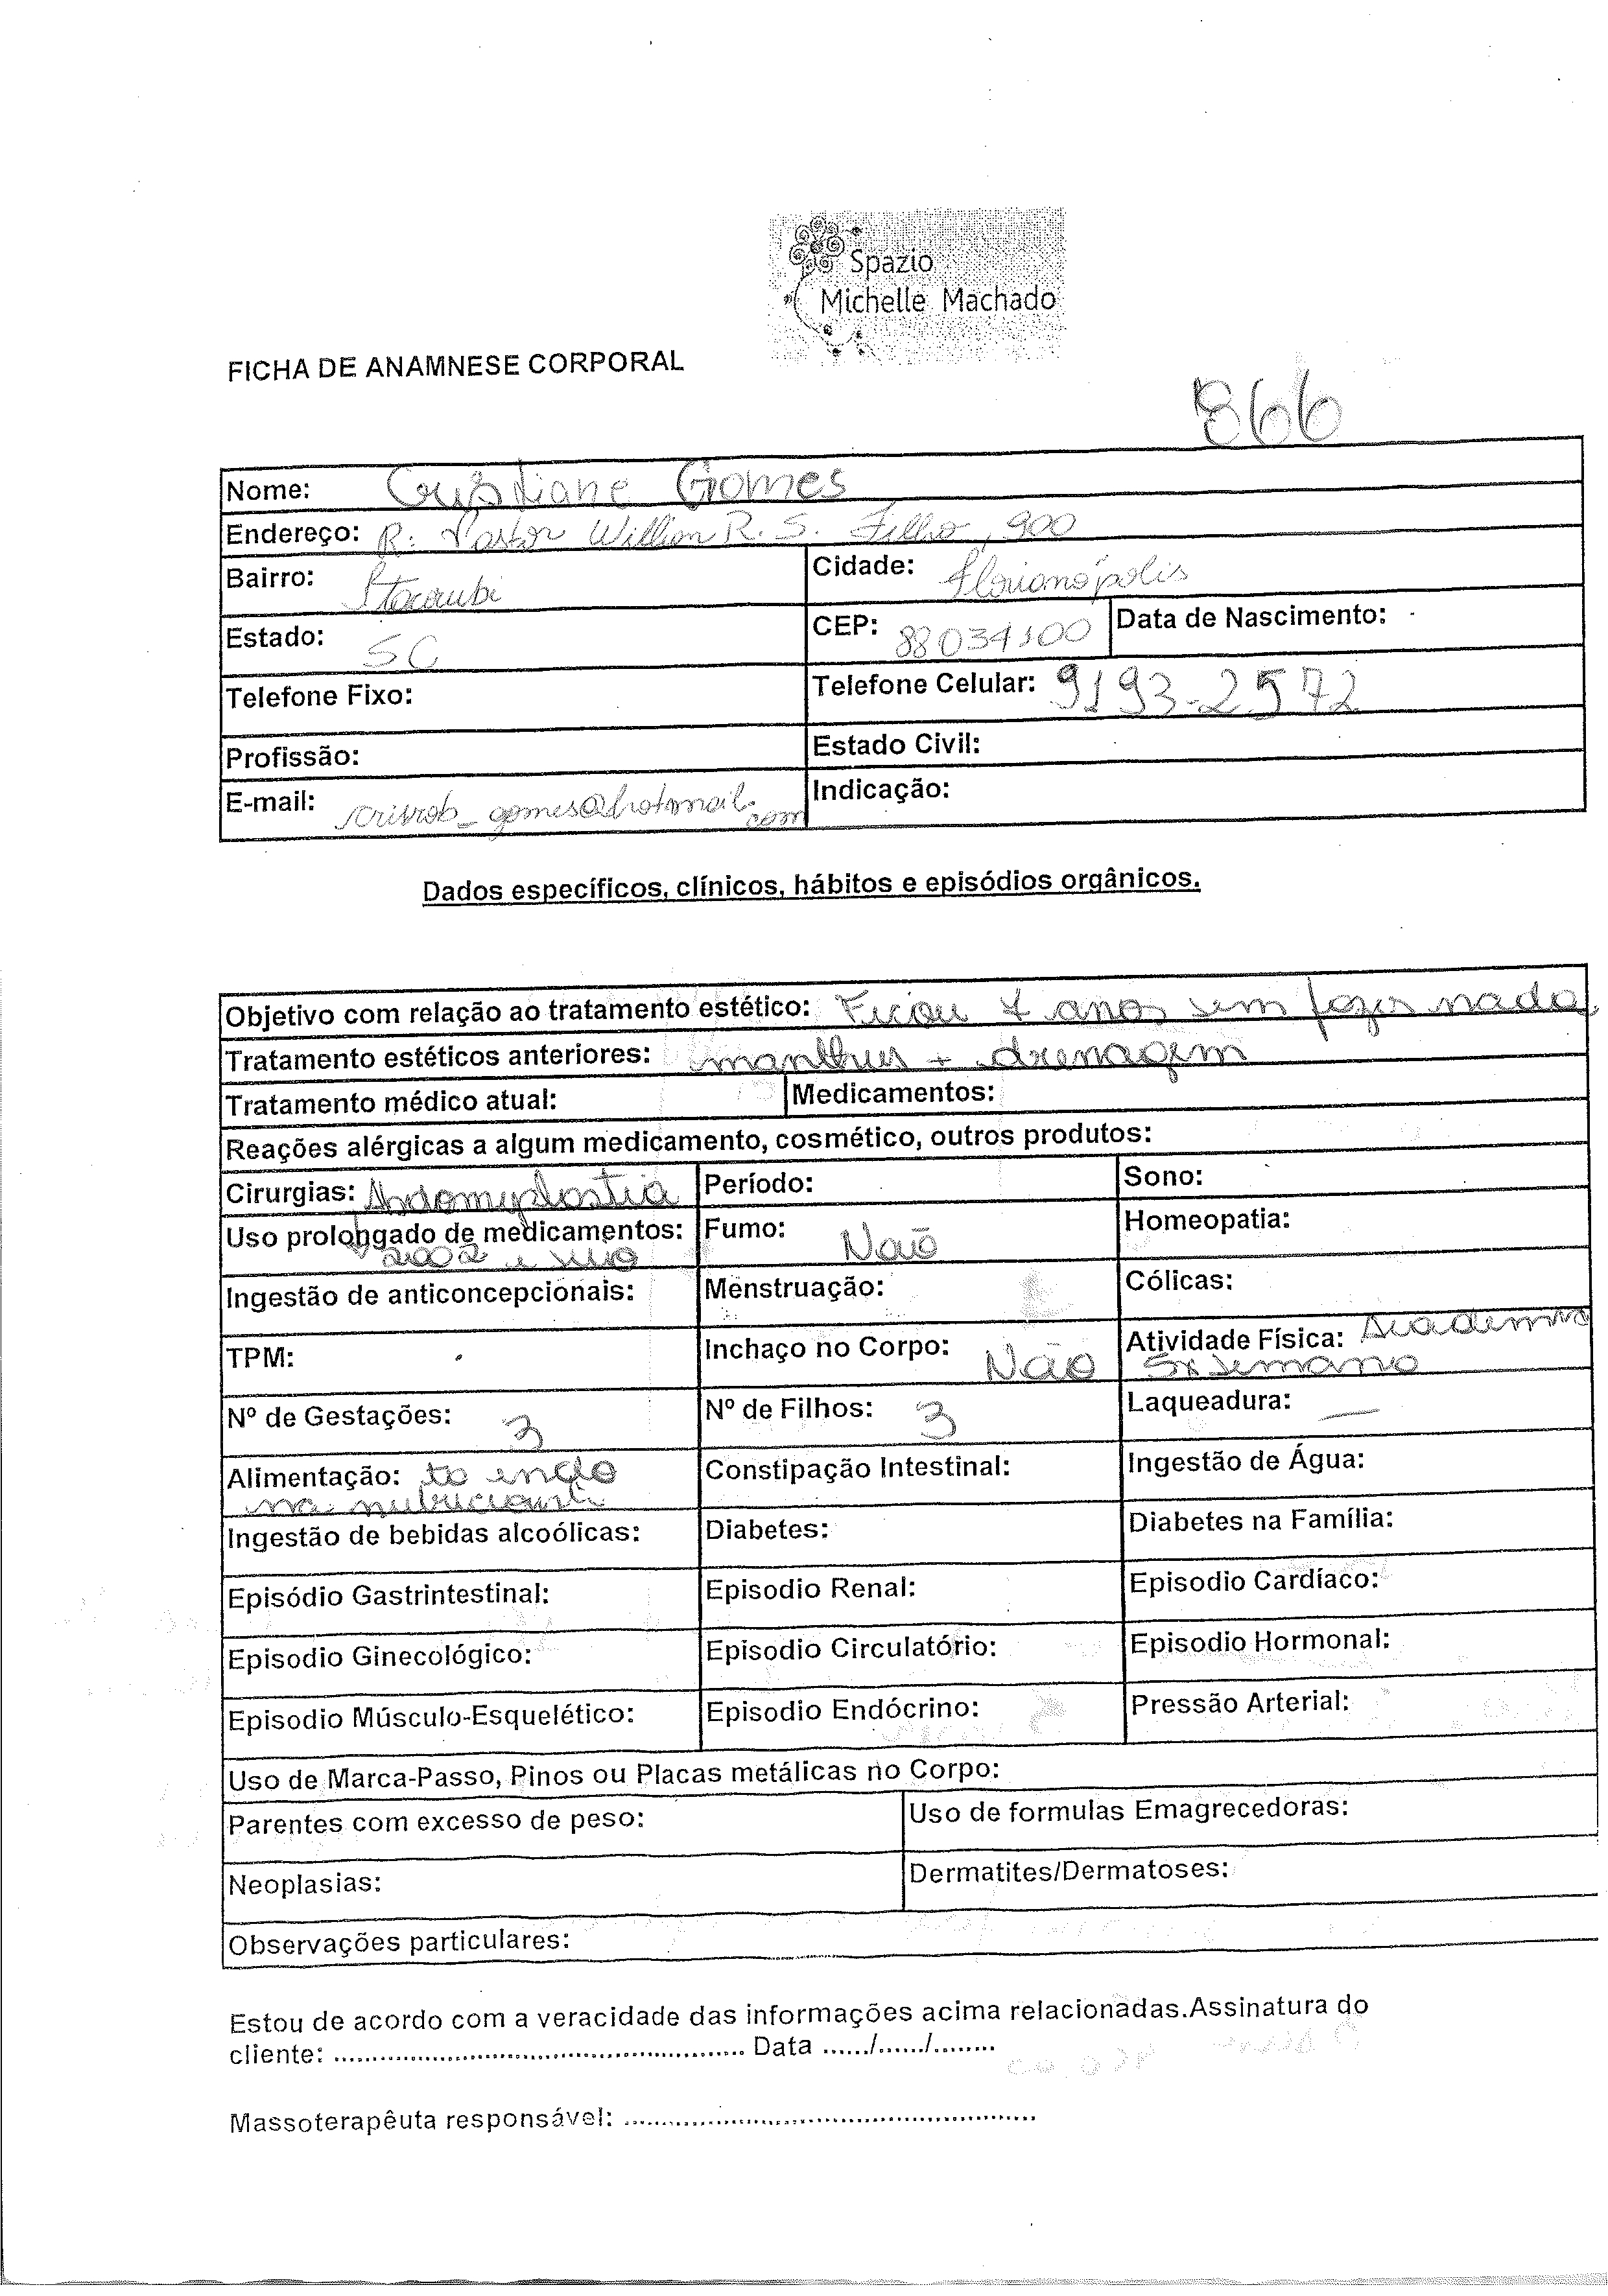 Spazio
Michelle Machado
FICHA DE ANAMNESE CORPORAL
866
Nome: Cristiane Gomes
Endereço: R: Pastor Willian R. S. Filho, 900
Bairro: Itacorubi Cidade: Florianópolis
Estado: SC CEP: 88034100 Data de Nascimento:
Telefone Fixo: Telefone Celular: 9193-2572
Profissão: Estado Civil:
E-mail: _gomes@hotmail.com Indicação:
Dados específicos, clínicos, hábitos e episódios orgânicos.
Objetivo com relação ao tratamento estético: Ficou 7 anos sem fazer nada
Tratamento estéticos anteriores: manthus + drenagem
Tratamento médico atual: Medicamentos:
Reações alérgicas a algum medicamento, cosmético, outros produtos:
Cirurgias: Período: Sono:
Uso prolongado de medicamentos: 2002 e Fumo: Não Homeopatia:
Ingestão de anticoncepcionais: Menstruação: Cólicas:
TPM: Inchaço no Corpo: Não Atividade Física: Academia 5x semana
Nº de Gestações: 3 Nº de Filhos: 3 Laqueadura: —
Alimentação: to indo na Constipação Intestinal: Ingestão de Água:
Ingestão de bebidas alcoólicas: Diabetes: Diabetes na Família:
Episódio Gastrintestinal: Episodio Renal: Episodio Cardíaco:
Episodio Ginecológico: Episodio Circulatório: Episodio Hormonal:
Episodio Músculo-Esquelético: Episodio Endócrino: Pressão Arterial:
Uso de Marca-Passo, Pinos ou Placas metálicas no Corpo:
Parentes com excesso de peso: Uso de formulas Emagrecedoras:
Neoplasias: Dermatites/Dermatoses:
Observações particulares:
Estou de acordo com a veracidade das informações acima relacionadas.Assinatura do
cliente: ...................................................... Data ....../....../........
Massoterapêuta responsável: ......................................................